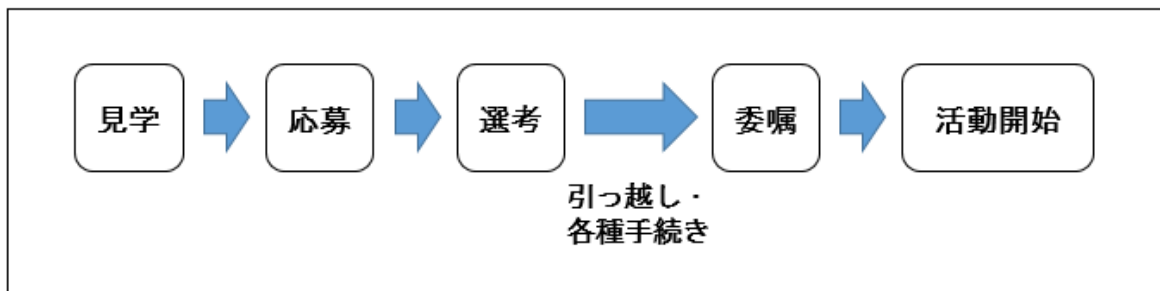 見学
応募
選考
委嘱
活動開始
引っ越し・
各種手続き